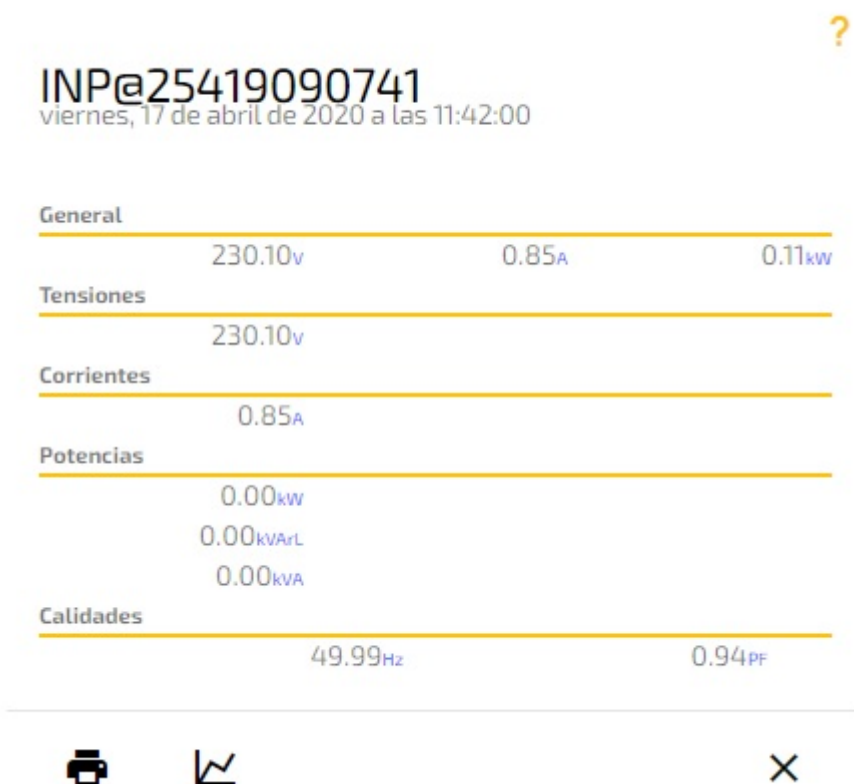 ?
INP@25419090741
viernes, 17 de abril de 2020 a las 11:42:00
General
230.10V 0.85A 0.11kW
Tensiones
230.10V
Corrientes
0.85A
Potencias
0.00kW
0.00kVArL
0.00kVA
Calidades
49.99Hz 0.94PF